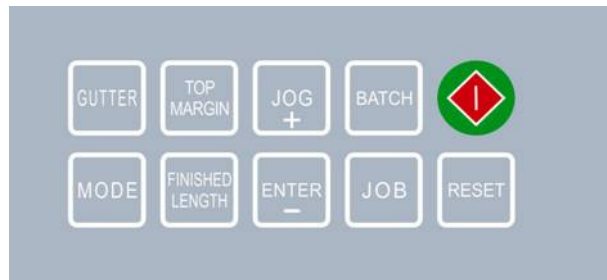 GUTTER
TOP
MARGIN
JOG
+
BATCH
I
MODE
FINISHED
LENGTH
ENTER
−
JOB
RESET